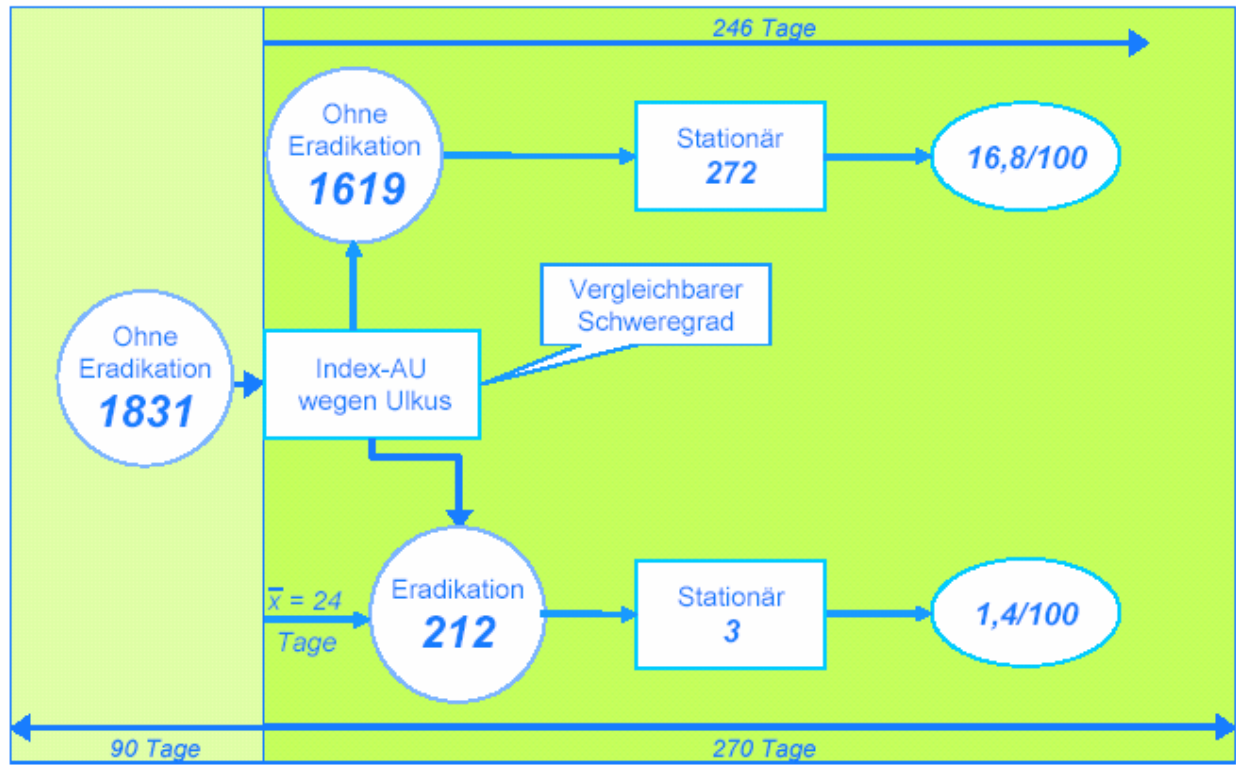 246 Tage
Ohne
Eradikation
1619
Stationär
272
16,8/100
Vergleichbarer
Schweregrad
Ohne
Eradikation
1831
Index-AU
wegen Ulkus
x̅ = 24
Tage
Eradikation
212
Stationär
3
1,4/100
90 Tage
270 Tage